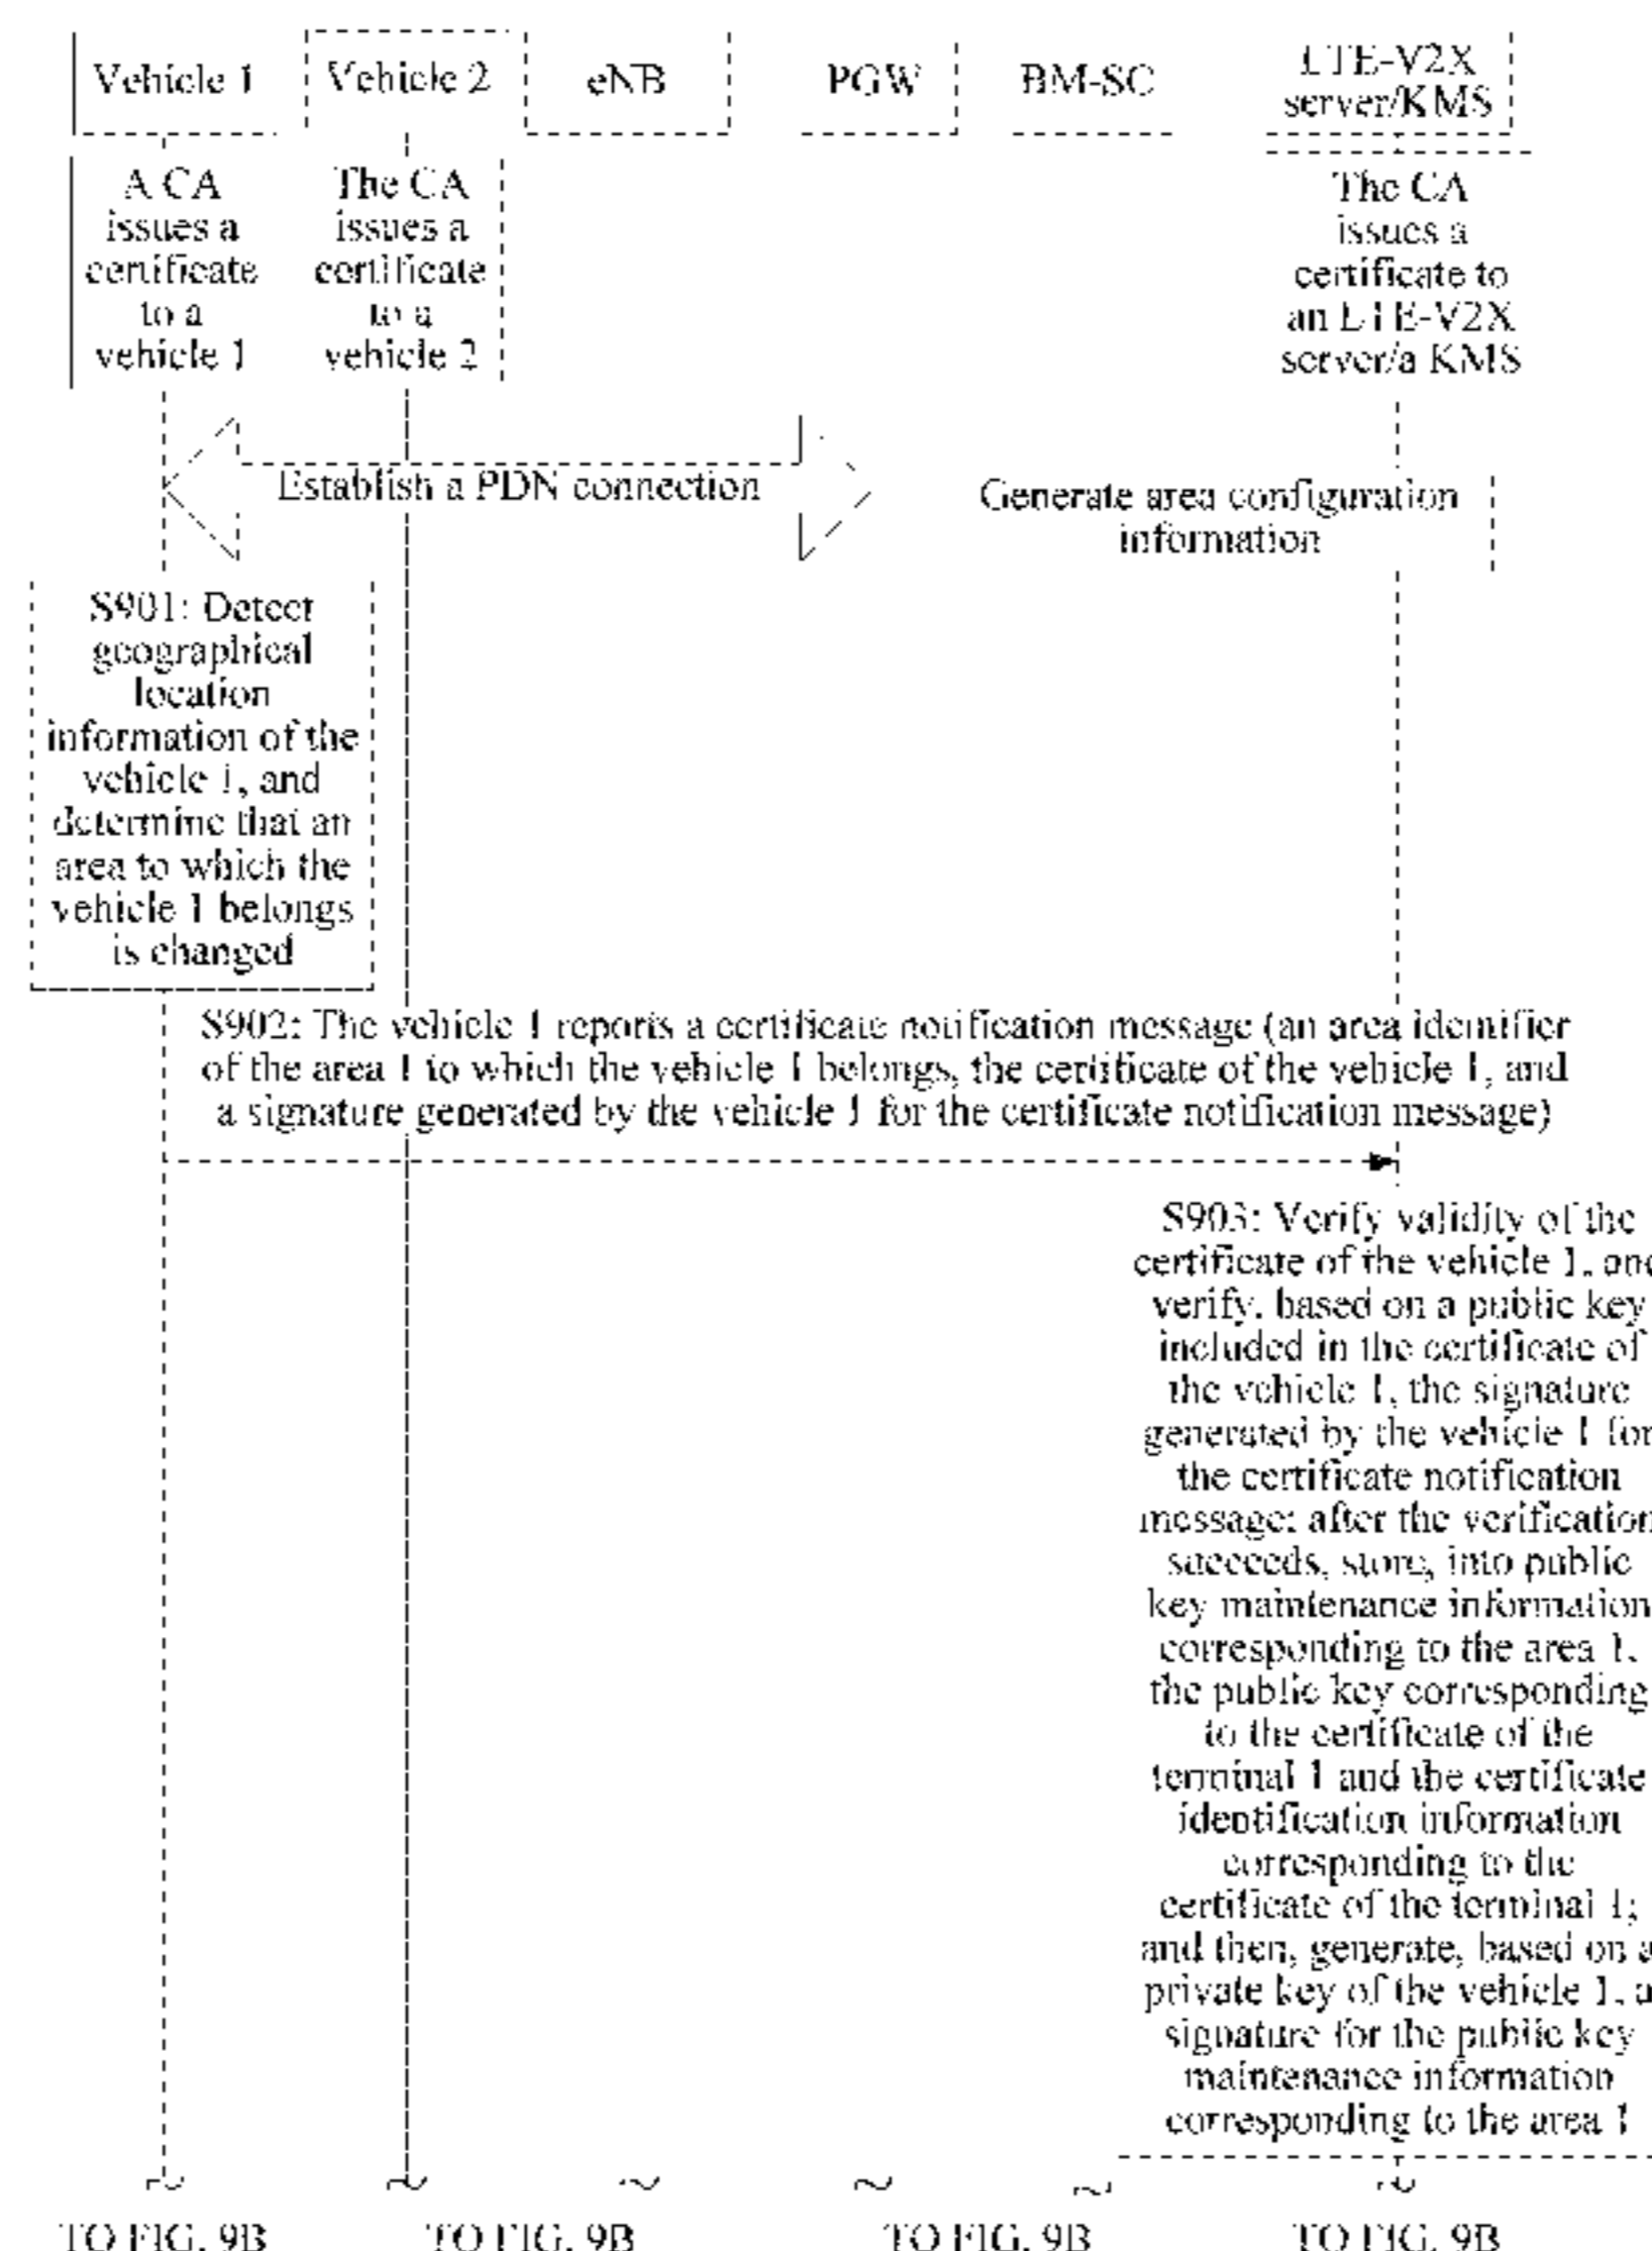 Vehicle 1
Vehicle 2
eNB
PGW
BM-SC
LTE-V2X
server/KMS
A CA
issues a
certificate
to a
vehicle 1
The CA
issues a
certificate
to a
vehicle 2
The CA
issues a
certificate to
an LTE-V2X
server/a KMS
Establish a PDN connection
Generate area configuration
information
S901: Detect
geographical
location
information of the
vehicle 1, and
determine that an
area to which the
vehicle 1 belongs
is changed
S902: The vehicle 1 reports a certificate notification message (an area identifier
of the area 1 to which the vehicle 1 belongs, the certificate of the vehicle 1, and
a signature generated by the vehicle 1 for the certificate notification message)
S903: Verify validity of the
certificate of the vehicle 1, and
verify, based on a public key
included in the certificate of
the vehicle 1, the signature
generated by the vehicle 1 for
the certificate notification
message; after the verification
succeeds, store, into public
key maintenance information
corresponding to the area 1,
the public key corresponding
to the certificate of the
terminal 1 and the certificate
identification information
corresponding to the
certificate of the terminal 1;
and then, generate, based on a
private key of the vehicle 1, a
signature for the public key
maintenance information
corresponding to the area 1
TO FIG. 9B
TO FIG. 9B
TO FIG. 9B
TO FIG. 9B